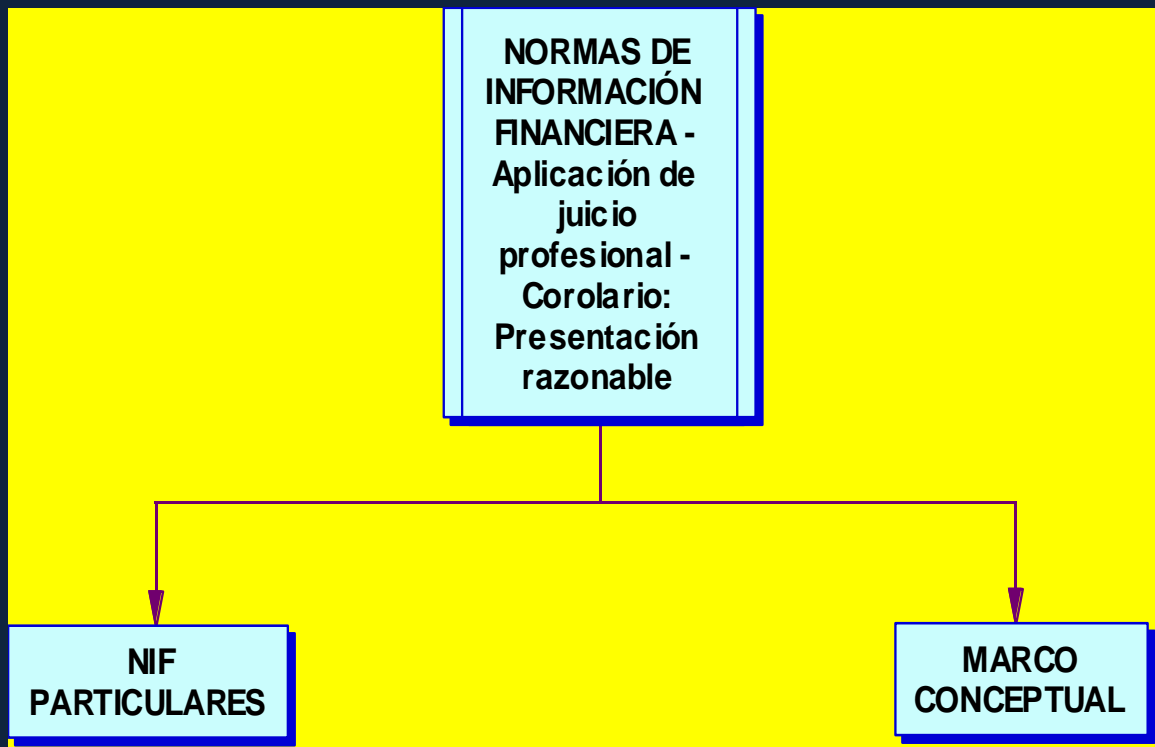 NORMAS DE
INFORMACIÓN
FINANCIERA -
Aplicación de
juicio
profesional -
Corolario:
Presentación
razonable
NIF
PARTICULARES
MARCO
CONCEPTUAL